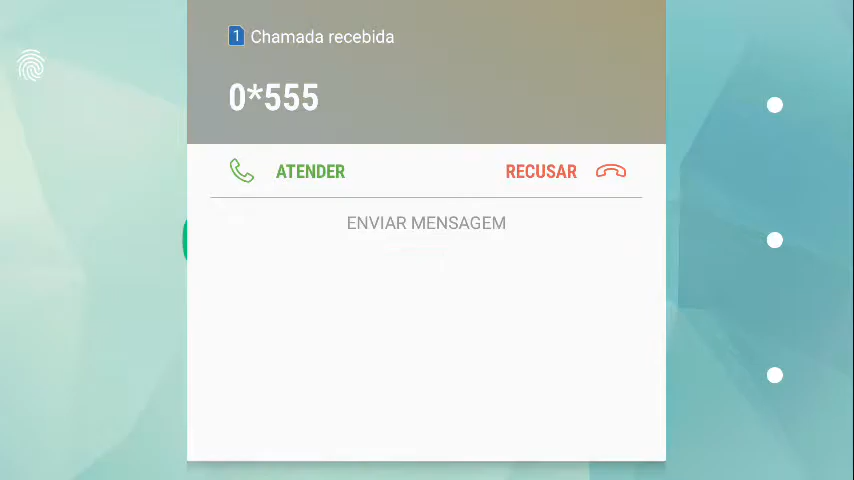 1 Chamada recebida
0*555
ATENDER
RECUSAR
ENVIAR MENSAGEM